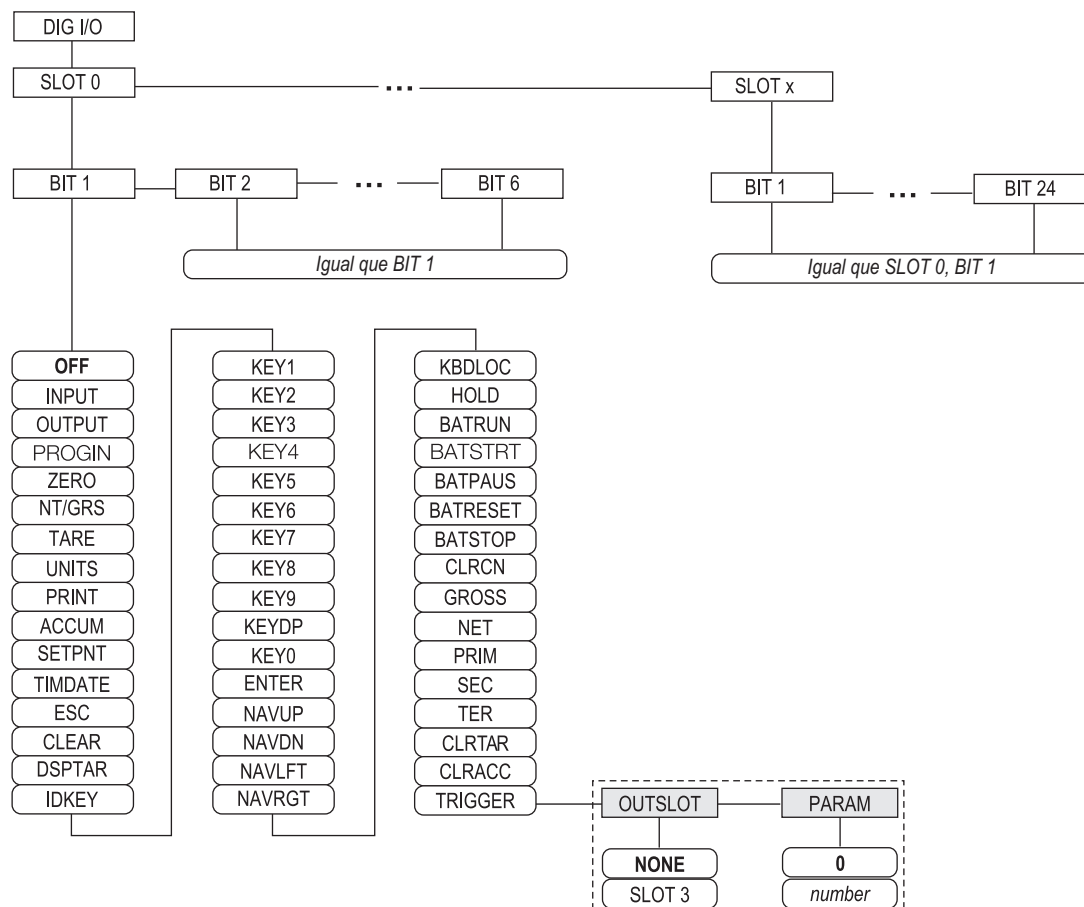 DIG I/O
SLOT 0
...
SLOT x
BIT 1
BIT 2
...
BIT 6
BIT 1
...
BIT 24
Igual que BIT 1
Igual que SLOT 0, BIT 1
OFF
INPUT
OUTPUT
PROGIN
ZERO
NT/GRS
TARE
UNITS
PRINT
ACCUM
SETPNT
TIMDATE
ESC
CLEAR
DSPTAR
IDKEY
KEY1
KEY2
KEY3
KEY4
KEY5
KEY6
KEY7
KEY8
KEY9
KEYDP
KEY0
ENTER
NAVUP
NAVDN
NAVLFT
NAVRGT
KBDLOC
HOLD
BATRUN
BATSTRT
BATPAUS
BATRESET
BATSTOP
CLRCN
GROSS
NET
PRIM
SEC
TER
CLRTAR
CLRACC
TRIGGER
OUTSLOT
PARAM
NONE
SLOT 3
0
number